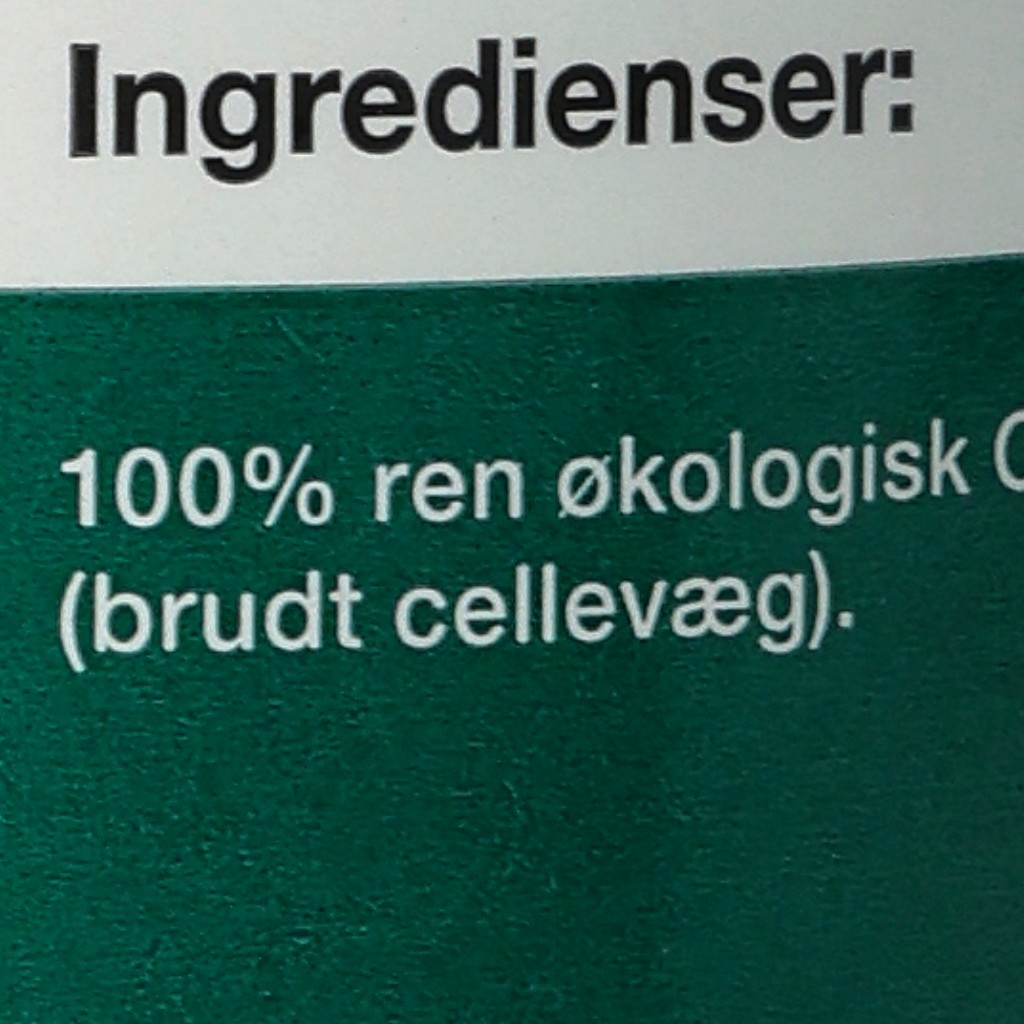 Ingredienser:
100% ren økologisk
(brudt cellevæg).